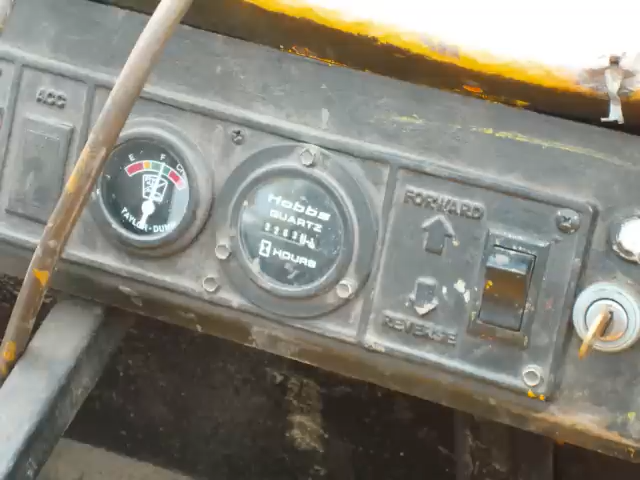 ACC
E F C
TAYLOR-DUNN
Hobbs
QUARTZ
HOURS
FORWARD
REVERSE